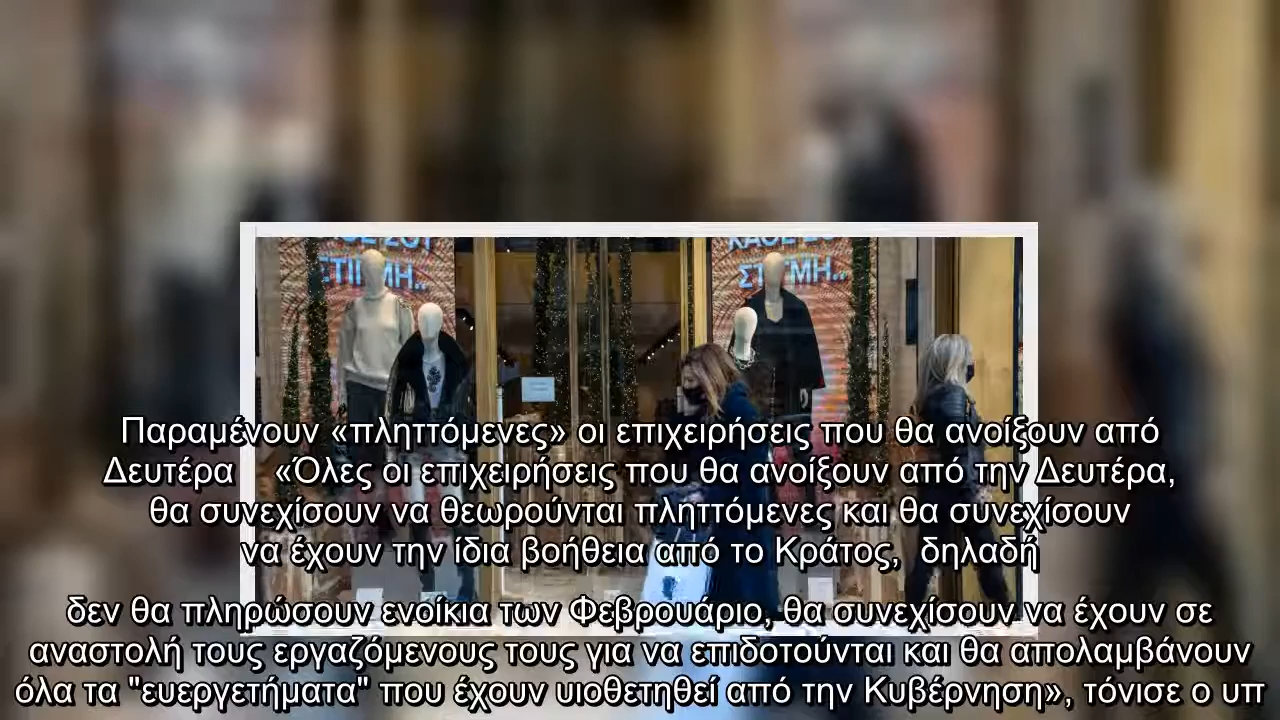 ΣΤΙΓΜΗ..
ΣΤΙΓΜΗ..
Παραμένουν «πληττόμενες» οι επιχειρήσεις που θα ανοίξουν από
Δευτέρα «Όλες οι επιχειρήσεις που θα ανοίξουν από την Δευτέρα,
θα συνεχίσουν να θεωρούνται πληττόμενες και θα συνεχίσουν
να έχουν την ίδια βοήθεια από το Κράτος, δηλαδή
δεν θα πληρώσουν ενοίκια των Φεβρουάριο, θα συνεχίσουν να έχουν σε
αναστολή τους εργαζόμενους τους για να επιδοτούνται και θα απολαμβάνουν
όλα τα "ευεργετήματα" που έχουν υιοθετηθεί από την Κυβέρνηση», τόνισε ο υπ